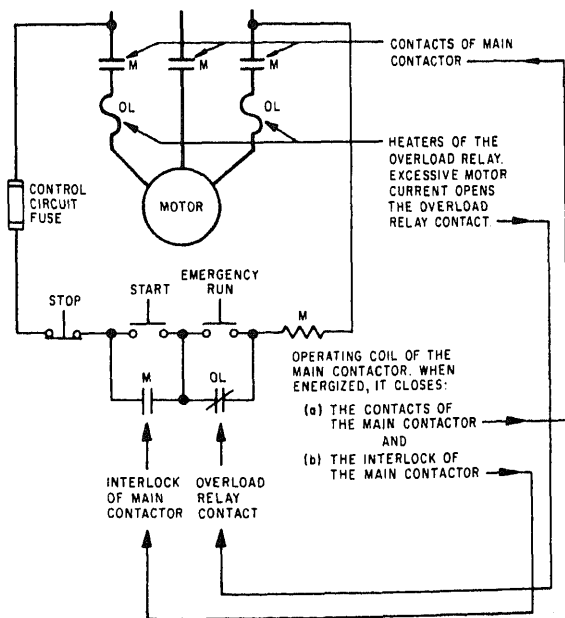 M
M
M
CONTACTS OF MAIN
CONTACTOR
OL
OL
HEATERS OF THE
OVERLOAD RELAY.
EXCESSIVE MOTOR
CURRENT OPENS
THE OVERLOAD
RELAY CONTACT.
CONTROL
CIRCUIT
FUSE
MOTOR
STOP
START
EMERGENCY
RUN
M
M
OL
OPERATING COIL OF THE
MAIN CONTACTOR. WHEN
ENERGIZED, IT CLOSES:
(a) THE CONTACTS OF
THE MAIN CONTACTOR
AND
(b) THE INTERLOCK OF
THE MAIN CONTACTOR
INTERLOCK
OF MAIN
CONTACTOR
OVERLOAD
RELAY
CONTACT